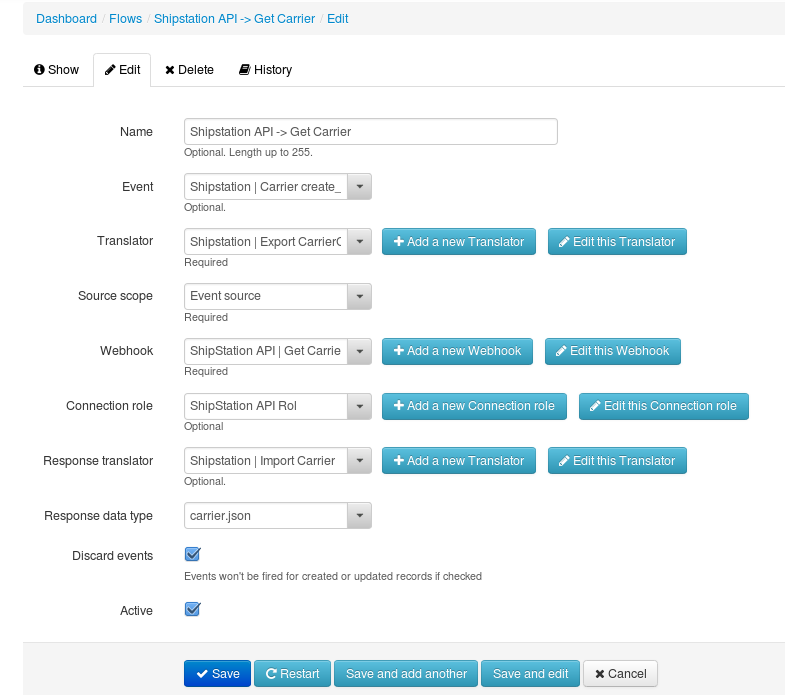 Dashboard / Flows / Shipstation API -> Get Carrier / Edit
Show Edit Delete History
Name Shipstation API -> Get Carrier
Optional. Length up to 255.
Event Shipstation | Carrier create_
Optional.
Translator Shipstation | Export CarrierC Add a new Translator Edit this Translator
Required
Source scope Event source
Required
Webhook ShipStation API | Get Carrie Add a new Webhook Edit this Webhook
Required
Connection role ShipStation API Rol Add a new Connection role Edit this Connection role
Optional
Response translator Shipstation | Import Carrier Add a new Translator Edit this Translator
Optional.
Response data type carrier.json
Discard events
Events won't be fired for created or updated records if checked
Active
Save Restart Save and add another Save and edit Cancel